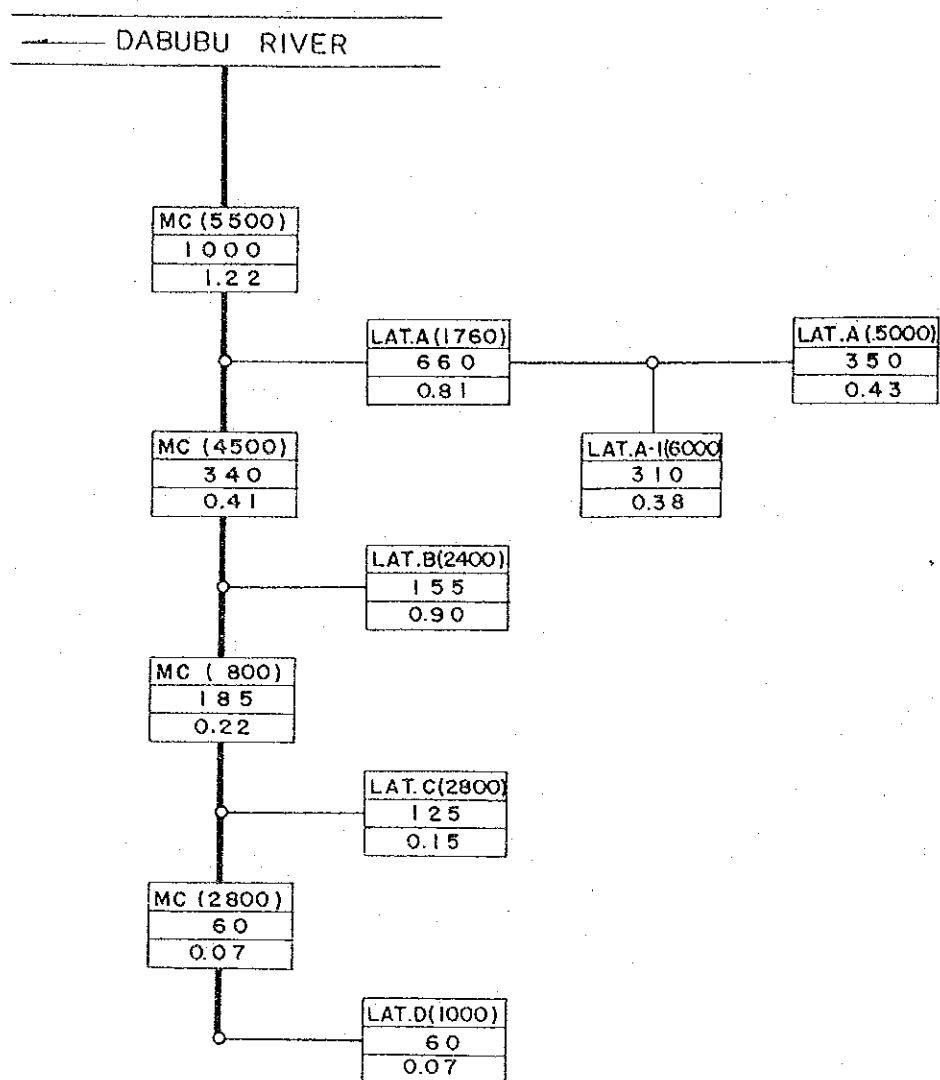 DABUBU RIVER
MC (5500)
1000
1.22
LAT.A (1760)
660
0.81
LAT.A (.5000)
350
0.43
LAT.A-1(6000
310
0.38
MC (4500)
340
0.41
LAT.B(2400)
155
0.90
MC ( 800)
185
0.22
LAT.C(2800)
125
0.15
MC (2800)
60
0.07
LAT.D(1000)
60
0.07